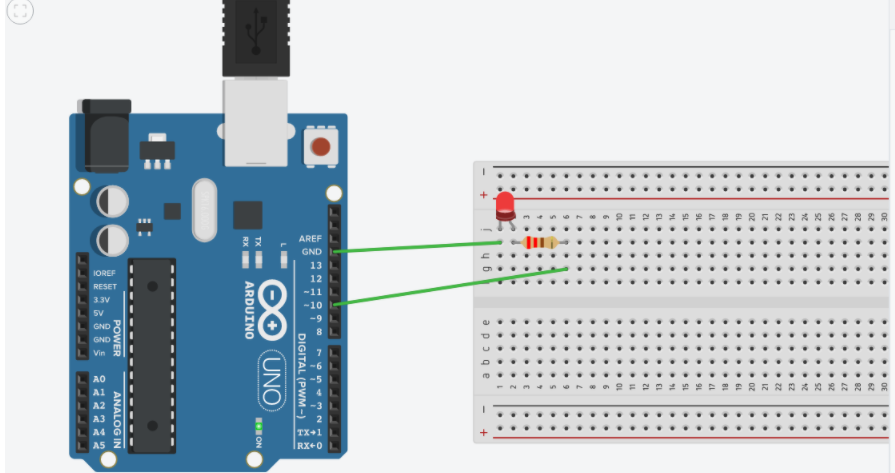 AREF
GND
13
12
~11
~10
~9
8
7
~6
~5
4
~3
2
TX→1
RX←0
DIGITAL (PWM~)
RX
TX
L
ARDUINO
UNO
ON
IOREF
RESET
3.3V
5V
GND
GND
Vin
POWER
A0
A1
A2
A3
A4
A5
ANALOG IN
-
+
3 4 5 6 7 8 9 10 11 12 13 14 15 16 17 18 19 20 21 22 23 24 25 26 27 28 29 30
j
h
g
e
d
c
b
a
1 2 3 4 5 6 7 8 9 10 11 12 13 14 15 16 17 18 19 20 21 22 23 24 25 26 27 28 29 30
-
+